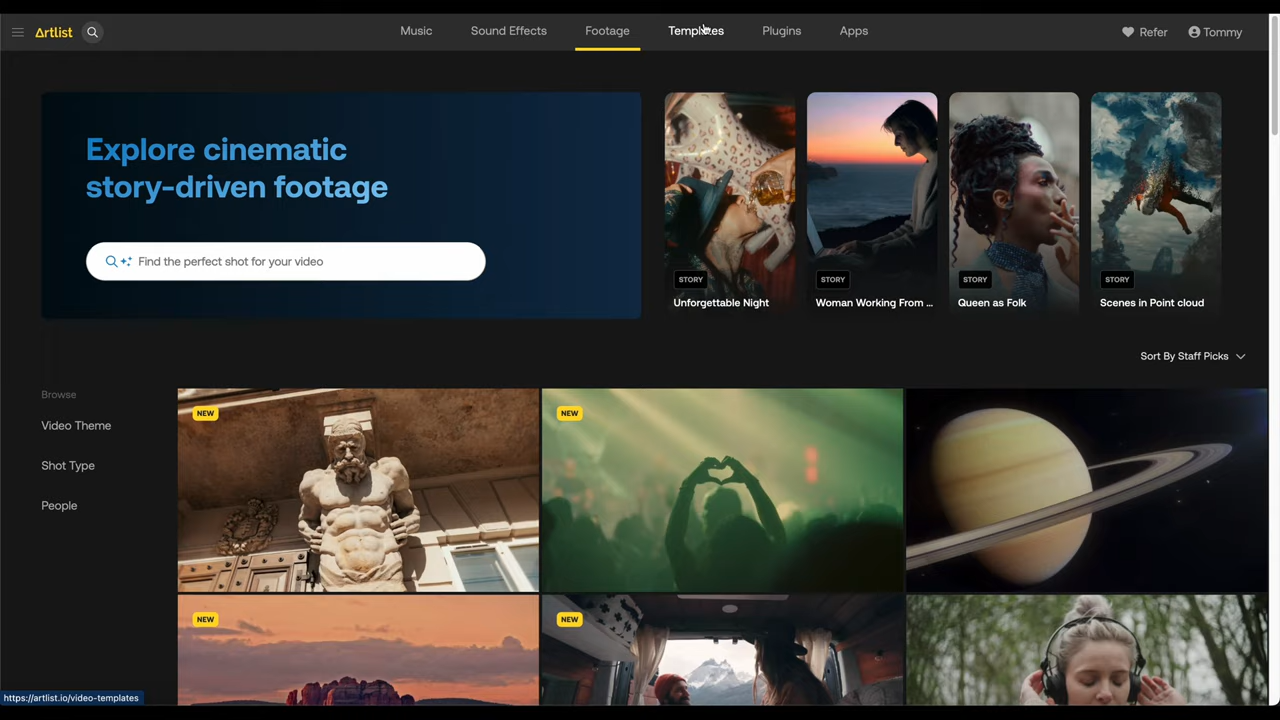 Artlist
Music
Sound Effects
Footage
Templates
Plugins
Apps
Refer
Tommy
Explore cinematic
story-driven footage
Find the perfect shot for your video
STORY
Unforgettable Night
STORY
Woman Working From ...
STORY
Queen as Folk
STORY
Scenes in Point cloud
Sort By Staff Picks
Browse
Video Theme
Shot Type
People
NEW
NEW
NEW
NEW
https://artlist.io/video-templates